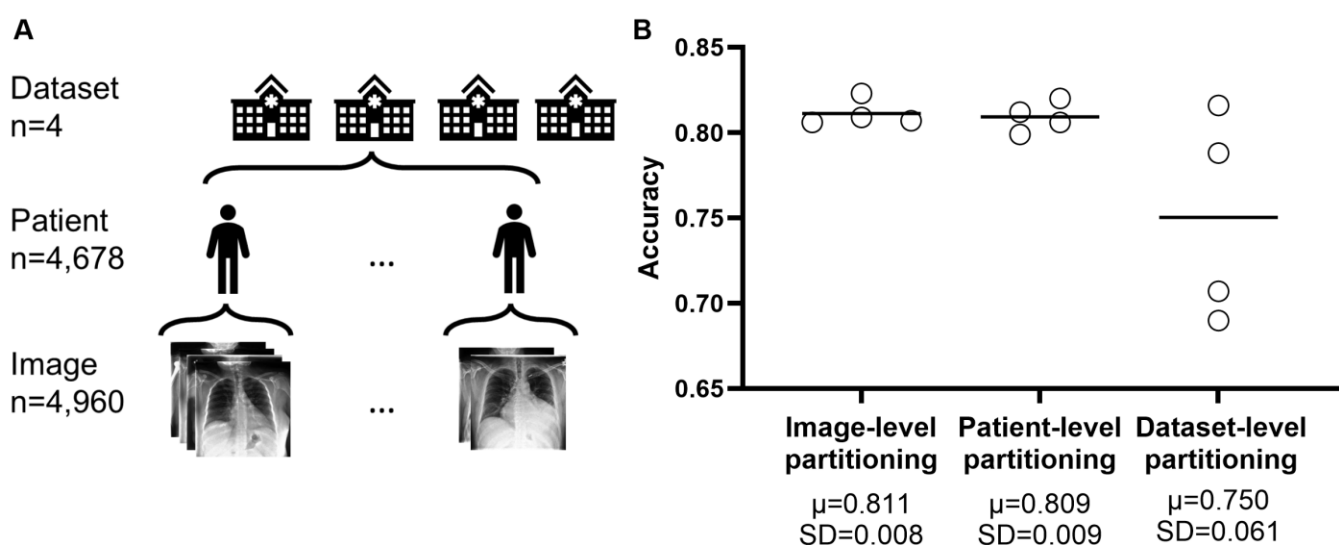 A
Dataset
n=4
Patient
n=4,678
...
Image
n=4,960
...
B
Accuracy
0.85
0.80
0.75
0.70
0.65
Image-level partitioning
Patient-level partitioning
Dataset-level partitioning
μ=0.811
SD=0.008
μ=0.809
SD=0.009
μ=0.750
SD=0.061